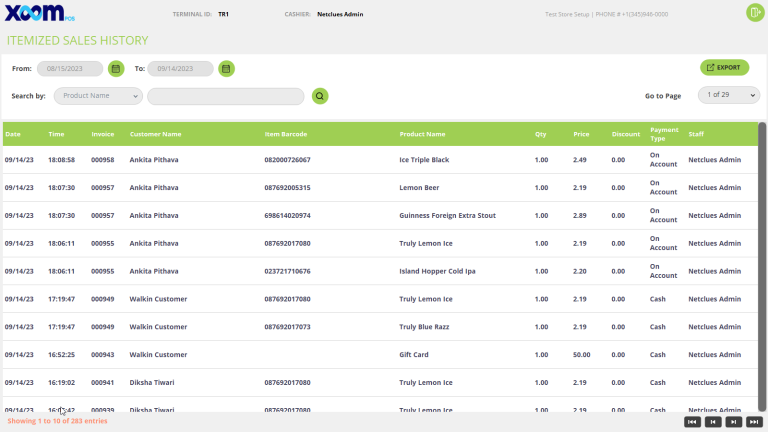 xoom POS TERMINAL ID: TR1 CASHIER: Netclues Admin Test Store Setup | PHONE # +1(345)946-0000
ITEMIZED SALES HISTORY
From: 08/15/2023 To: 09/14/2023 EXPORT
Search by: Product Name Go to Page 1 of 29
Date Time Invoice Customer Name Item Barcode Product Name Qty Price Discount Payment Type Staff
09/14/23 18:08:58 000958 Ankita Pithava 082000726067 Ice Triple Black 1.00 2.49 0.00 On Account Netclues Admin
09/14/23 18:07:30 000957 Ankita Pithava 087692005315 Lemon Beer 1.00 2.19 0.00 On Account Netclues Admin
09/14/23 18:07:30 000957 Ankita Pithava 698614020974 Guinness Foreign Extra Stout 1.00 2.89 0.00 On Account Netclues Admin
09/14/23 18:06:11 000955 Ankita Pithava 087692017080 Truly Lemon Ice 1.00 2.19 0.00 On Account Netclues Admin
09/14/23 18:06:11 000955 Ankita Pithava 023721710676 Island Hopper Cold Ipa 1.00 2.20 0.00 On Account Netclues Admin
09/14/23 17:19:47 000949 Walkin Customer 087692017080 Truly Lemon Ice 1.00 2.19 0.00 Cash Netclues Admin
09/14/23 17:19:47 000949 Walkin Customer 087692017073 Truly Blue Razz 1.00 2.19 0.00 Cash Netclues Admin
09/14/23 16:52:25 000943 Walkin Customer Gift Card 1.00 50.00 0.00 Cash Netclues Admin
09/14/23 16:19:02 000941 Diksha Tiwari 087692017080 Truly Lemon Ice 1.00 2.19 0.00 Cash Netclues Admin
09/14/23 000939 Diksha Tiwari 087692017080 Truly Lemon Ice 1.00 2.19 0.00 Cash Netclues Admin
Showing 1 to 10 of 283 entries